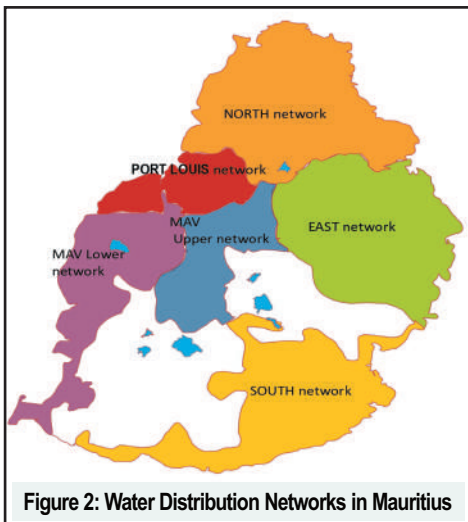 NORTH network
PORT LOUIS network
MAV
Upper network
EAST network
MAV Lower
network
SOUTH network
Figure 2: Water Distribution Networks in Mauritius